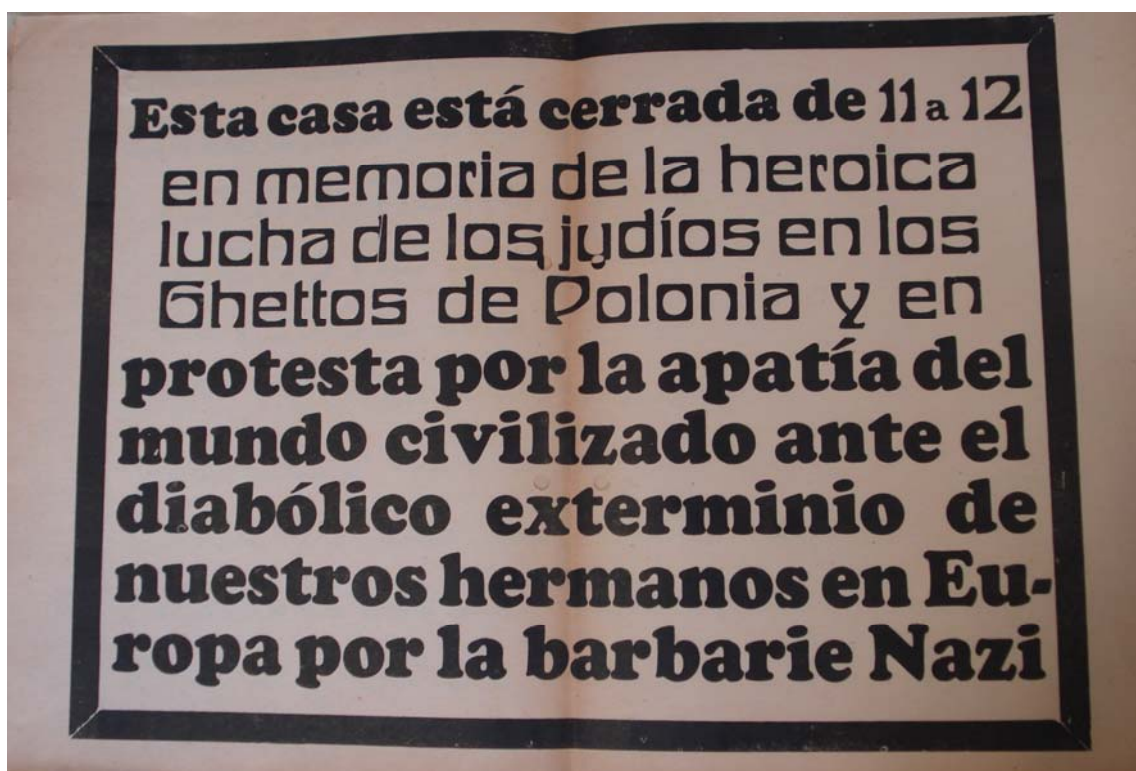 Esta casa está cerrada de 11 a 12
en memoria de la heroica
lucha de los judíos en los
Ghettos de Polonia y en
protesta por la apatía del
mundo civilizado ante el
diabólico exterminio de
nuestros hermanos en Eu-
ropa por la barbarie Nazi